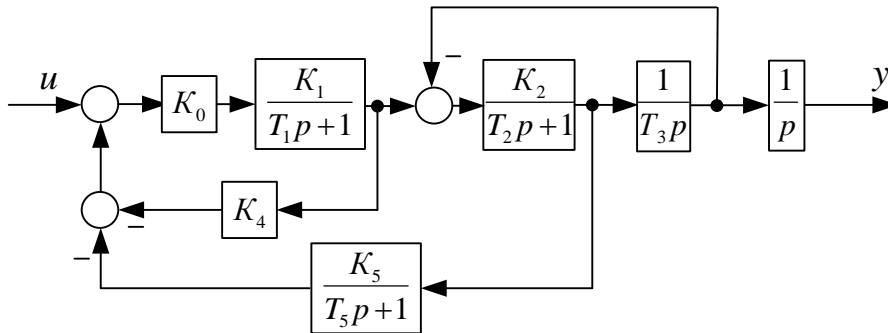 u
K₀
K₁
T₁p + 1
−
K₂
T₂p + 1
1
T₃p
1
p
y
−
K₄
−
K₅
T₅p + 1